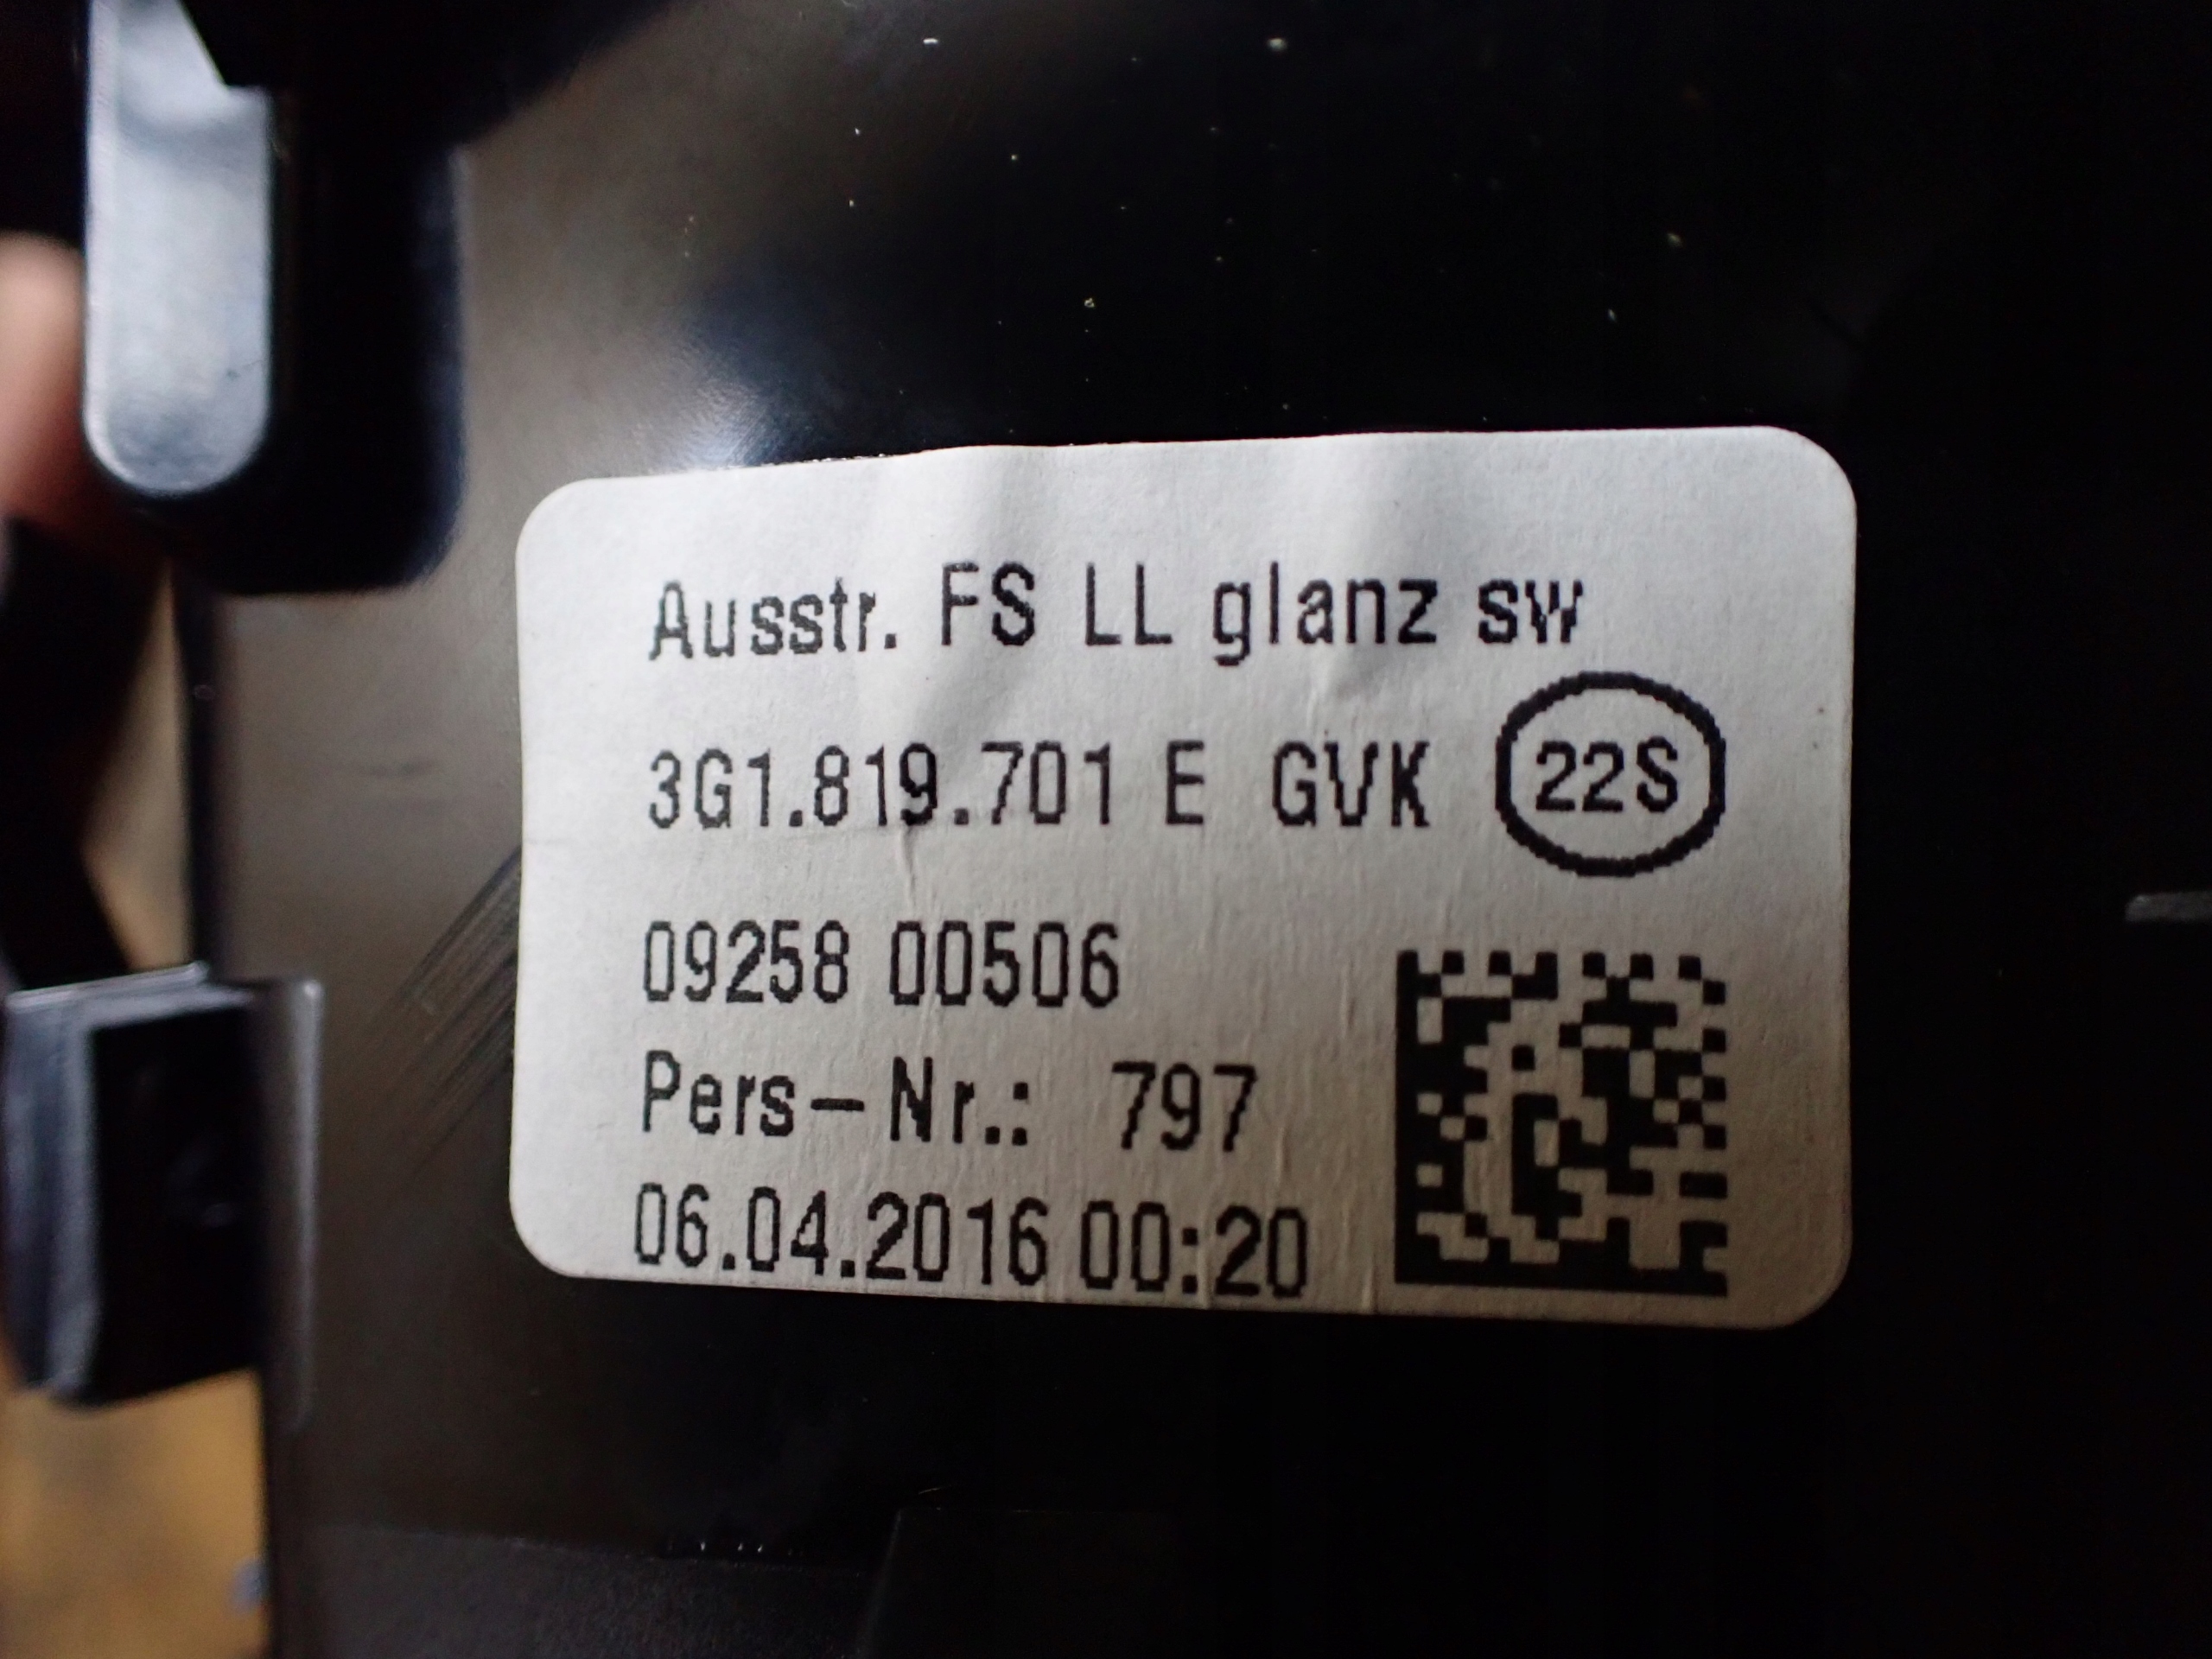 Ausstr. FS LL glanz sw
3G1.819.701 E GVK 22S
09258 00506
Pers-Nr.: 797
06.04.2016 00:20